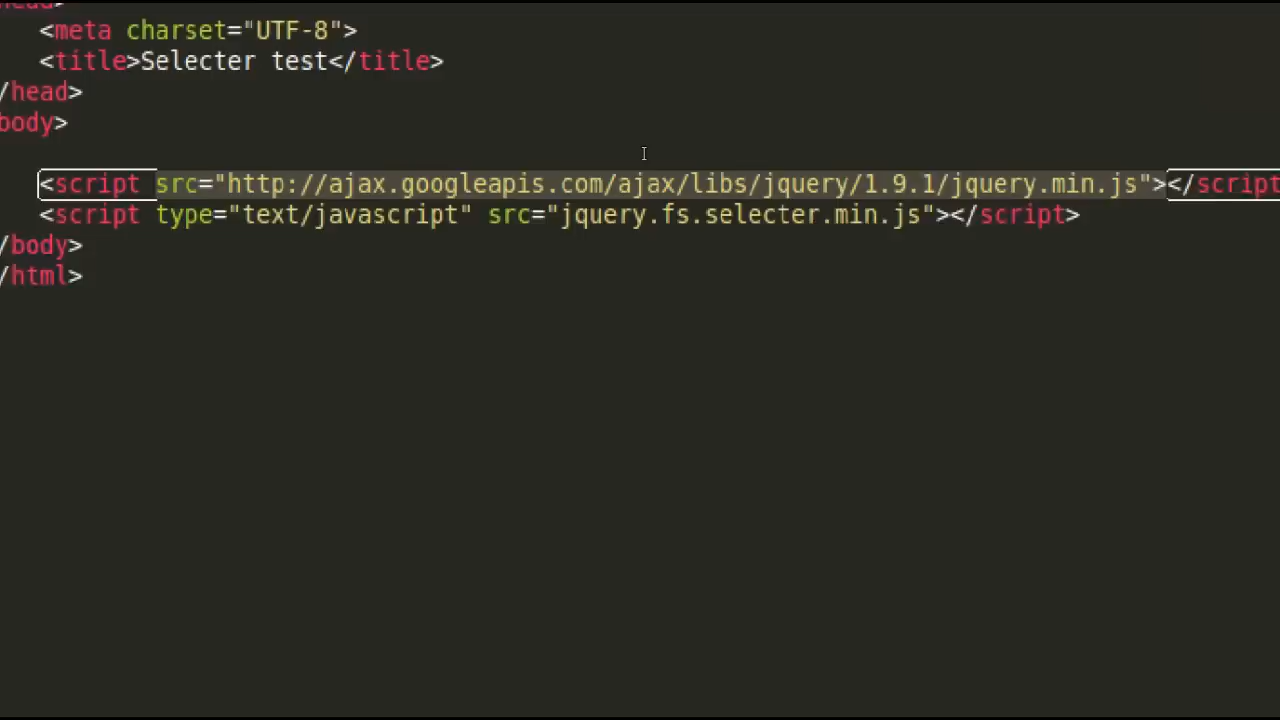 head>
<meta charset="UTF-8">
<title>Selecter test</title>
/head>
body>
<script src="http://ajax.googleapis.com/ajax/libs/jquery/1.9.1/jquery.min.js"></script
<script type="text/javascript" src="jquery.fs.selecter.min.js"></script>
/body>
/html>